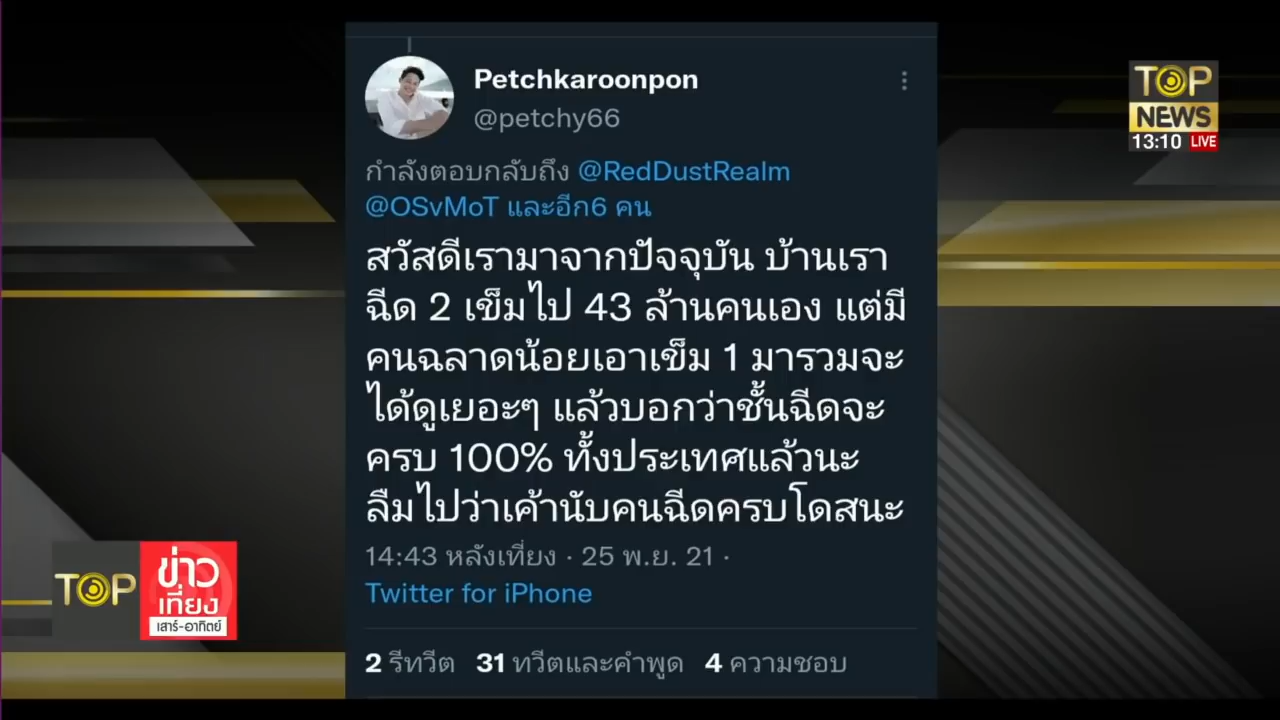 Petchkaroonpon
@petchy66
กำลังตอบกลับถึง @RedDustRealm
@OSvMoT และอีก6 คน
สวัสดีเรามาจากปัจจุบัน บ้านเรา
ฉีด 2 เข็มไป 43 ล้านคนเอง แต่มี
คนฉลาดน้อยเอาเข็ม 1 มารวมจะ
ได้ดูเยอะๆ แล้วบอกว่าชั้นฉีดจะ
ครบ 100% ทั้งประเทศแล้วนะ
ลืมไปว่าเค้านับคนฉีดครบโดสนะ
14:43 หลังเที่ยง · 25 พ.ย. 21 ·
Twitter for iPhone
2 รีทวีต 31 ทวีตและคำพูด 4 ความชอบ
TOP
NEWS
13:10 LIVE
TOP
ข่าว
เที่ยง
เสาร์-อาทิตย์